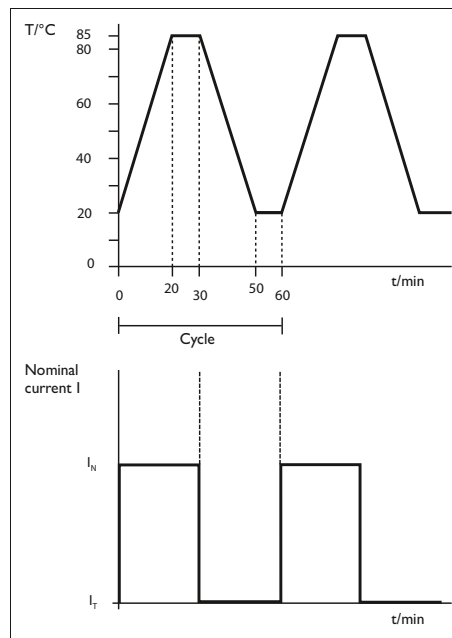 T/°C
85
80
60
40
20
0
0 20 30 50 60
t/min
Cycle
Nominal
current I
I_N
I_T
t/min